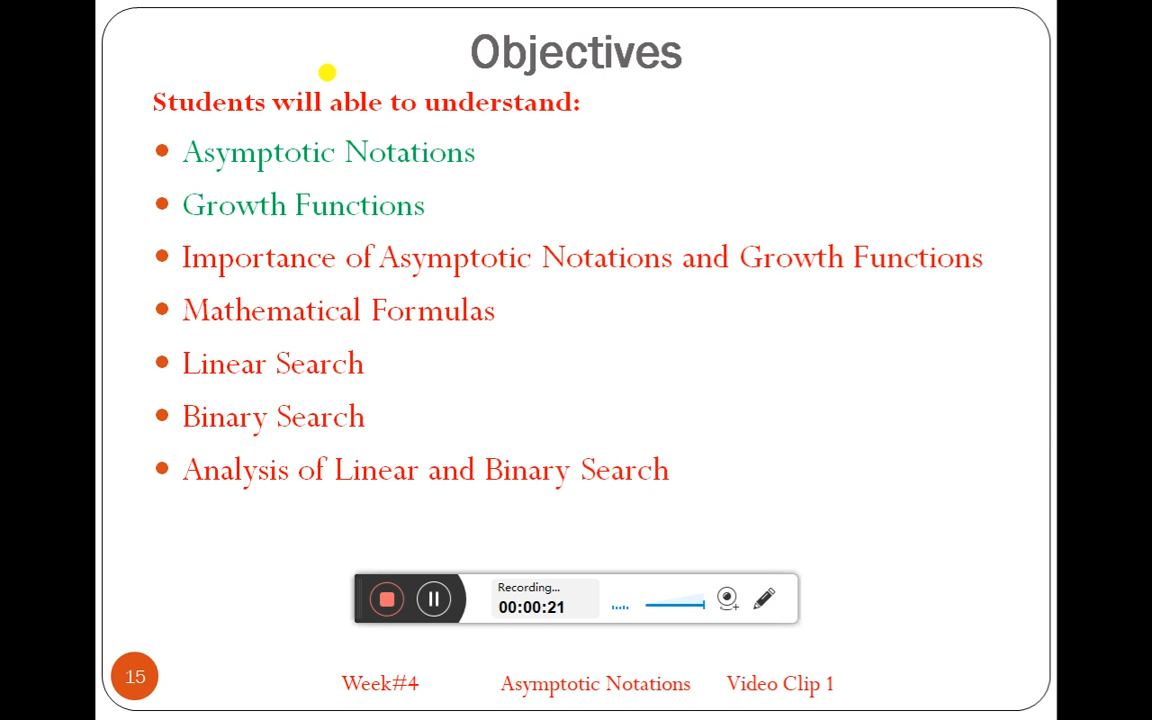 Objectives
Students will able to understand:
Asymptotic Notations
Growth Functions
Importance of Asymptotic Notations and Growth Functions
Mathematical Formulas
Linear Search
Binary Search
Analysis of Linear and Binary Search
Recording...
00:00:21
15
Week#4 Asymptotic Notations Video Clip 1